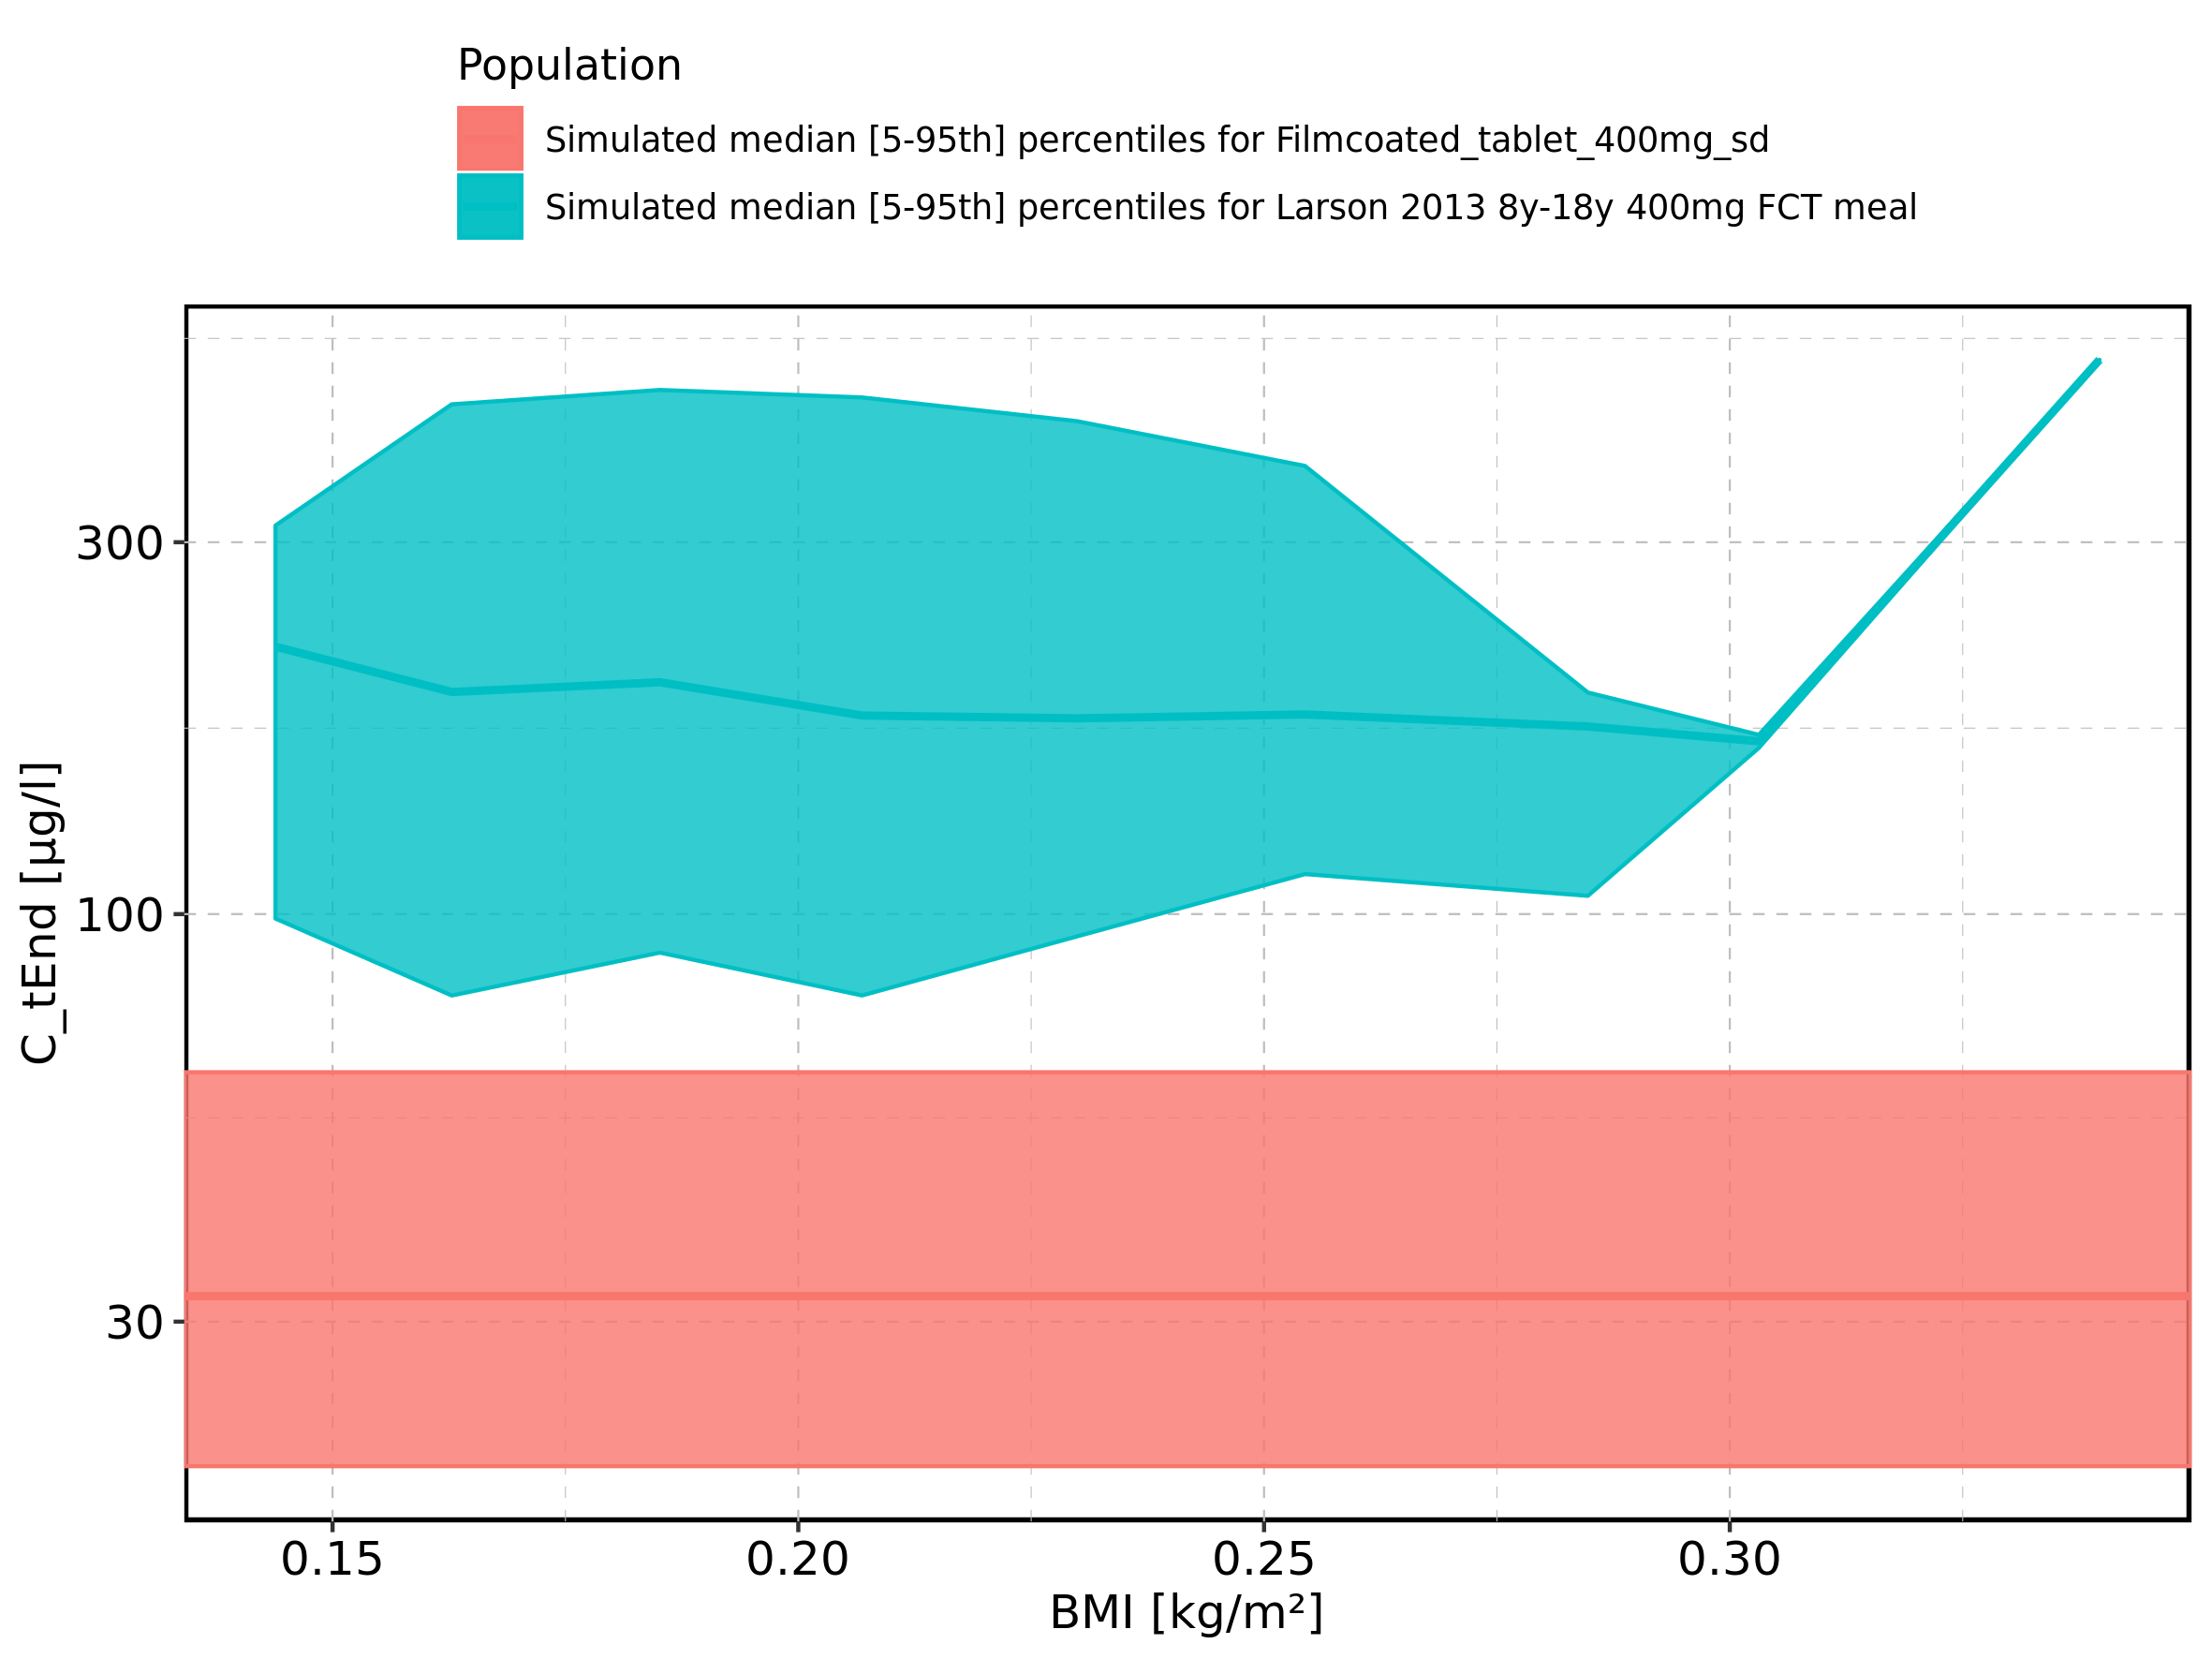 Population
Simulated median [5-95th] percentiles for Filmcoated_tablet_400mg_sd
Simulated median [5-95th] percentiles for Larson 2013 8y-18y 400mg FCT meal
C_tEnd [µg/l]
300
100
30
0.15 0.20 0.25 0.30
BMI [kg/m²]